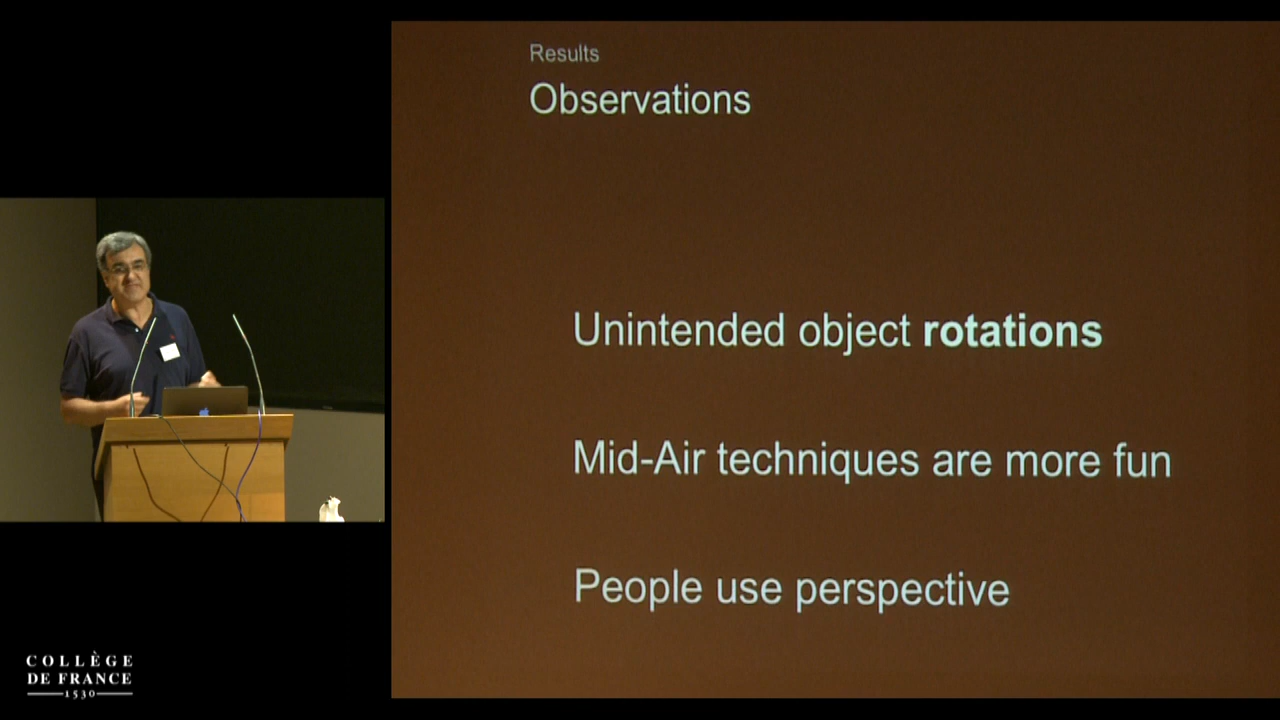 Results
Observations
Unintended object rotations
Mid-Air techniques are more fun
People use perspective
COLLÈGE
DE FRANCE
1530